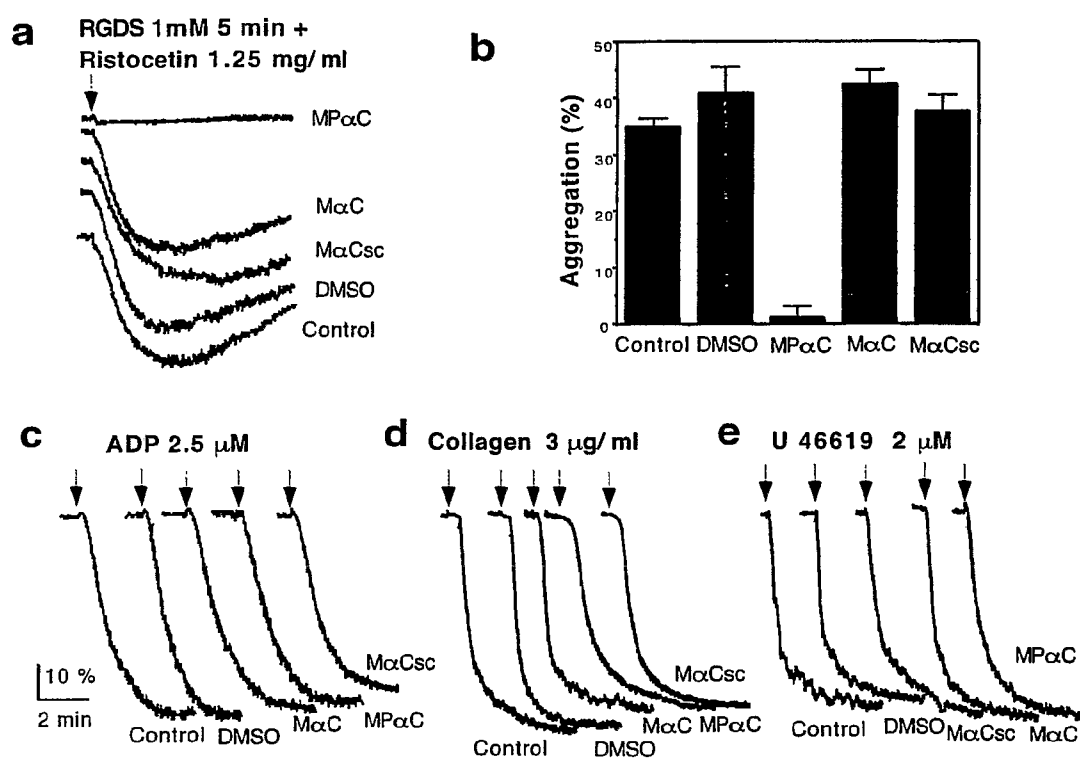 a
RGDS 1mM 5 min +
Ristocetin 1.25 mg/ml
MPαC
MαC
MαCsc
DMSO
Control
b
Aggregation (%)
50
40
30
20
10
0
Control DMSO MPαC MαC MαCsc
c
ADP 2.5 μM
10 %
2 min
Control DMSO MαC MPαC MαCsc
d
Collagen 3 μg/ml
Control DMSO MαC MPαC MαCsc
e
U 46619 2 μM
MPαC
Control DMSO MαCsc MαC